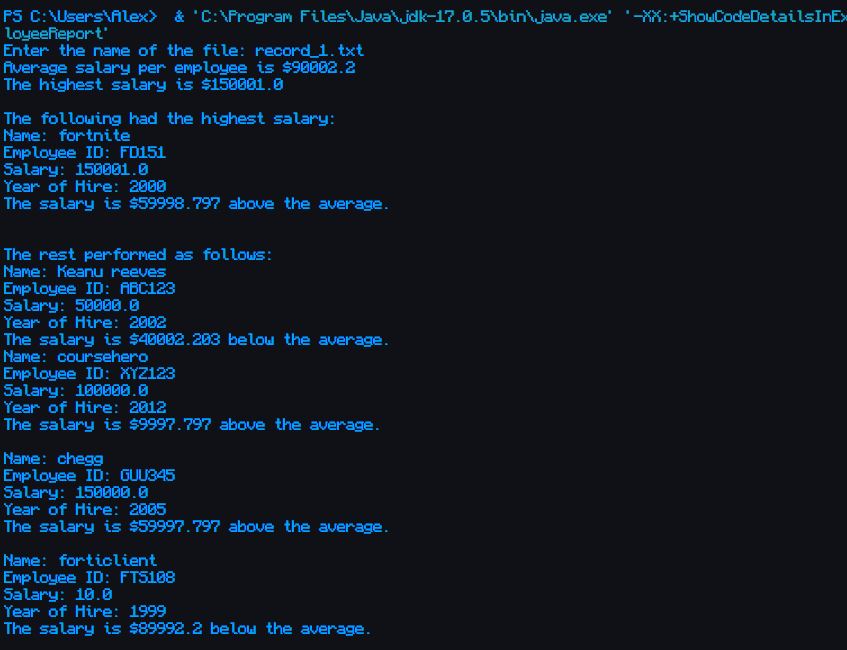 PS C:\Users\Alex>  & 'C:\Program Files\Java\jdk-17.0.5\bin\java.exe' '-XX:+ShowCodeDetailsInEx
loyeeReport'
Enter the name of the file: record_1.txt
Average salary per employee is $90002.2
The highest salary is $150001.0
The following had the highest salary:
Name: fortnite
Employee ID: FD151
Salary: 150001.0
Year of Hire: 2000
The salary is $59998.797 above the average.
The rest performed as follows:
Name: Keanu reeves
Employee ID: ABC123
Salary: 50000.0
Year of Hire: 2002
The salary is $40002.203 below the average.
Name: coursehero
Employee ID: XYZ123
Salary: 100000.0
Year of Hire: 2012
The salary is $9997.797 above the average.
Name: chegg
Employee ID: GUU345
Salary: 150000.0
Year of Hire: 2005
The salary is $59997.797 above the average.
Name: forticlient
Employee ID: FTS108
Salary: 10.0
Year of Hire: 1999
The salary is $89992.2 below the average.